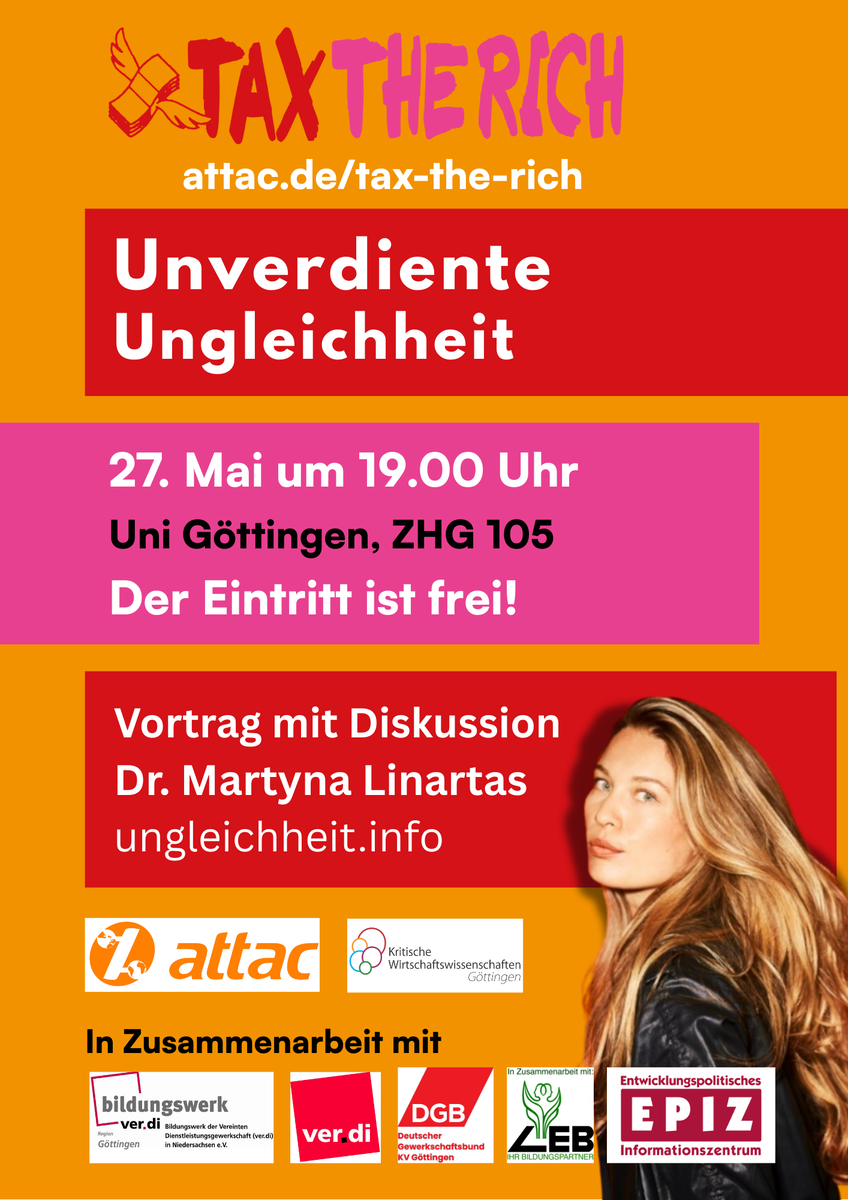 TAX THE RICH
attac.de/tax-the-rich
Unverdiente
Ungleichheit
27. Mai um 19.00 Uhr
Uni Göttingen, ZHG 105
Der Eintritt ist frei!
Vortrag mit Diskussion
Dr. Martyna Linartas
ungleichheit.info
attac
Kritische
Wirtschaftswissenschaften
Göttingen
In Zusammenarbeit mit
bildungswerk
ver.di
Region
Göttingen
Bildungswerk der Vereinten
Dienstleistungsgewerkschaft (ver.di)
in Niedersachsen e.V.
ver.di
DGB
Deutscher
Gewerkschaftsbund
KV Göttingen
In Zusammenarbeit mit:
LEB
IHR BILDUNGSPARTNER
Entwicklungspolitisches
EPIZ
Informationszentrum